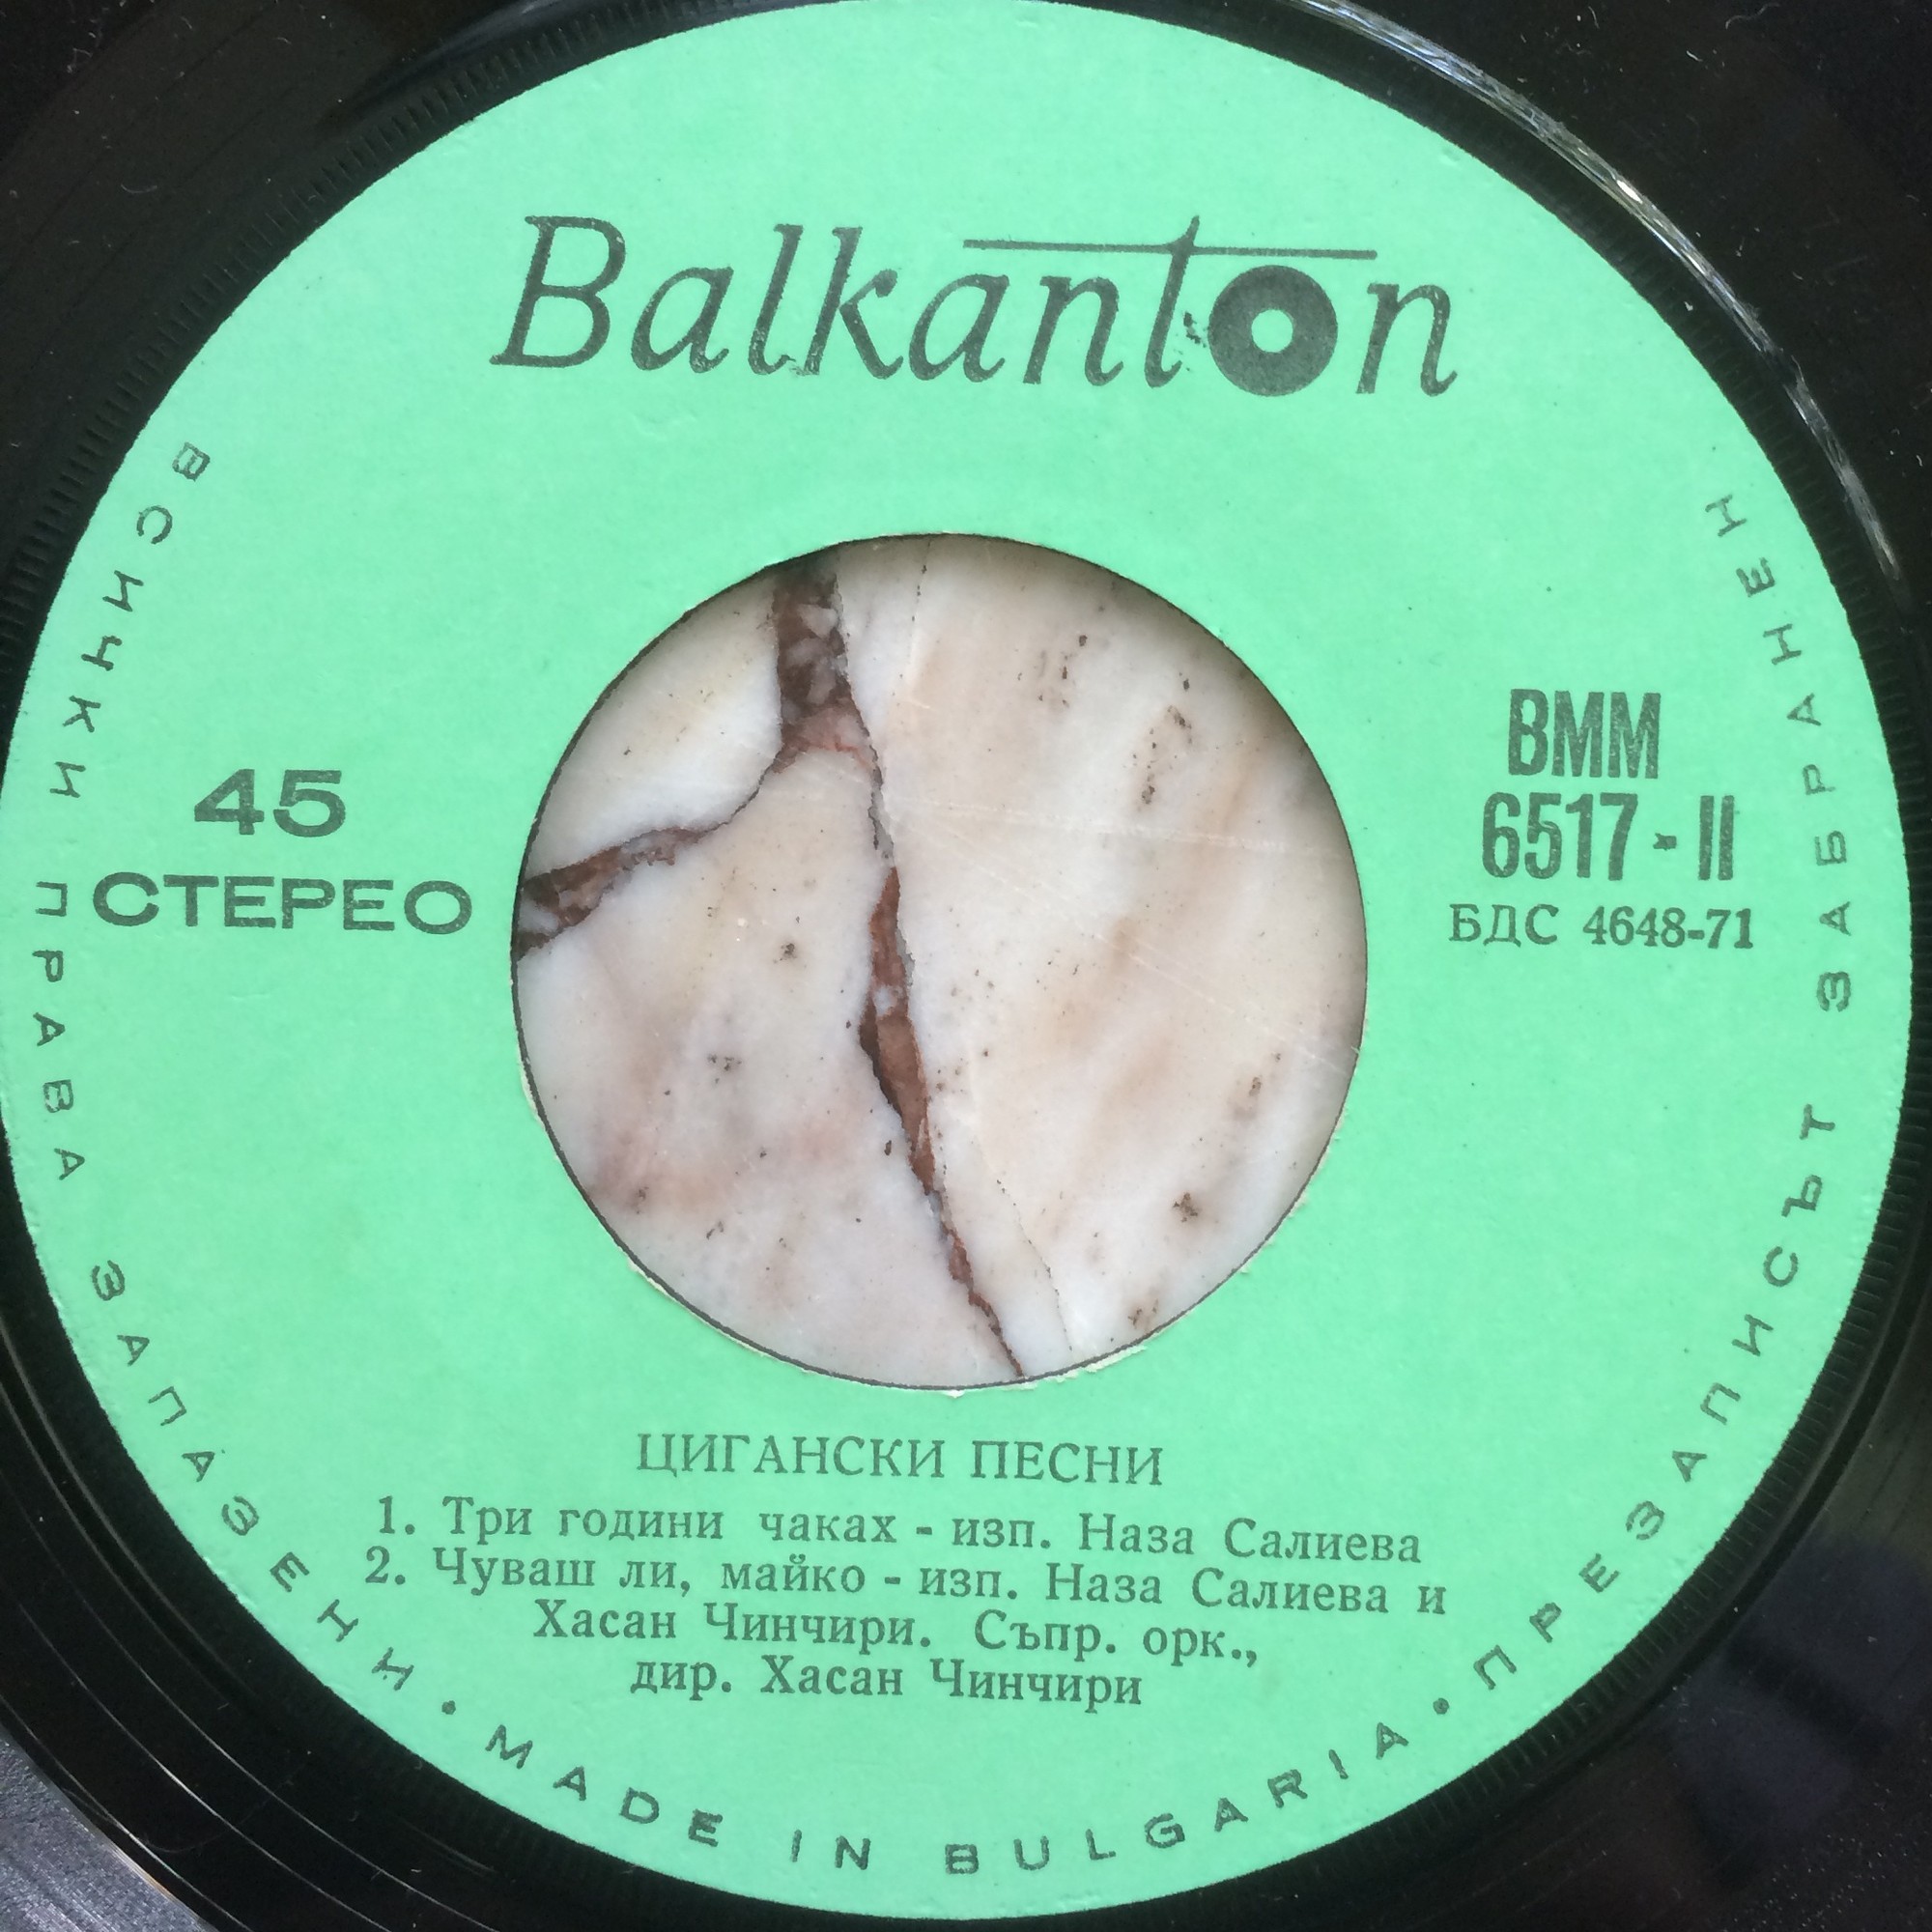 Balkanton
45
СТЕРЕО
ВММ
6517-II
БДС 4648-71
ЦИГАНСКИ ПЕСНИ
1. Три години чаках - изп. Наза Салиева
2. Чуваш ли, майко - изп. Наза Салиева и
Хасан Чинчири. Съпр. орк.,
дир. Хасан Чинчири
ВСИЧКИ ПРАВА ЗАПАЗЕНИ • MADE IN BULGARIA • ПРЕЗАПИСЪТ ЗАБРАНЕН